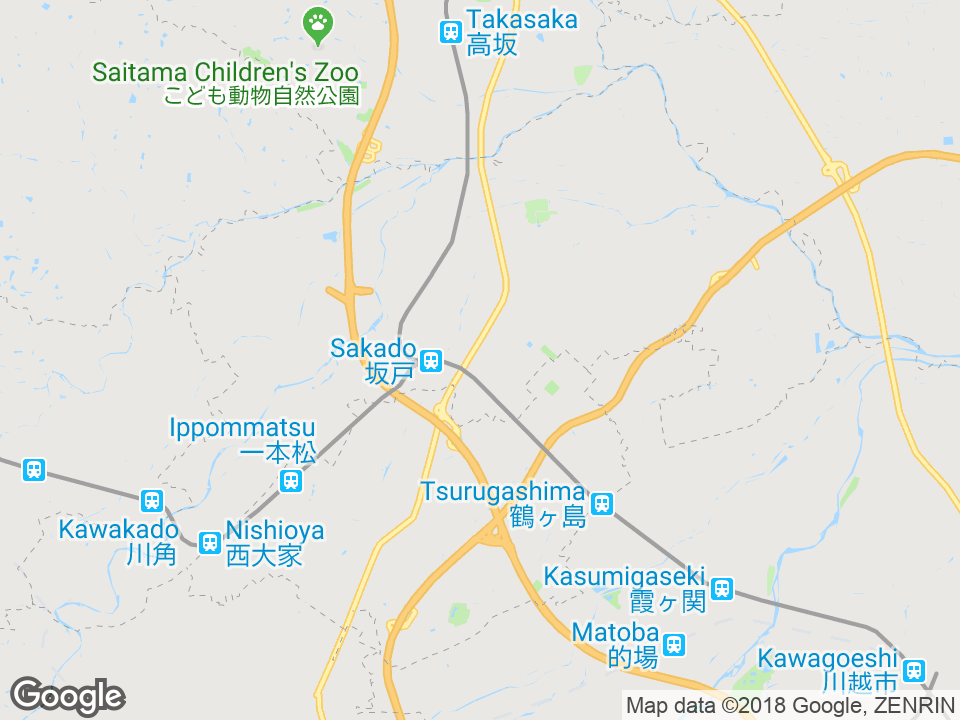 Takasaka
高坂
Saitama Children's Zoo
こども動物自然公園
Sakado
坂戸
Ippommatsu
一本松
Tsurugashima
鶴ヶ島
Kawakado
川角
Nishioya
西大家
Kasumigaseki
霞ヶ関
Matoba
的場
Kawagoeshi
川越市
Google
Map data ©2018 Google, ZENRIN